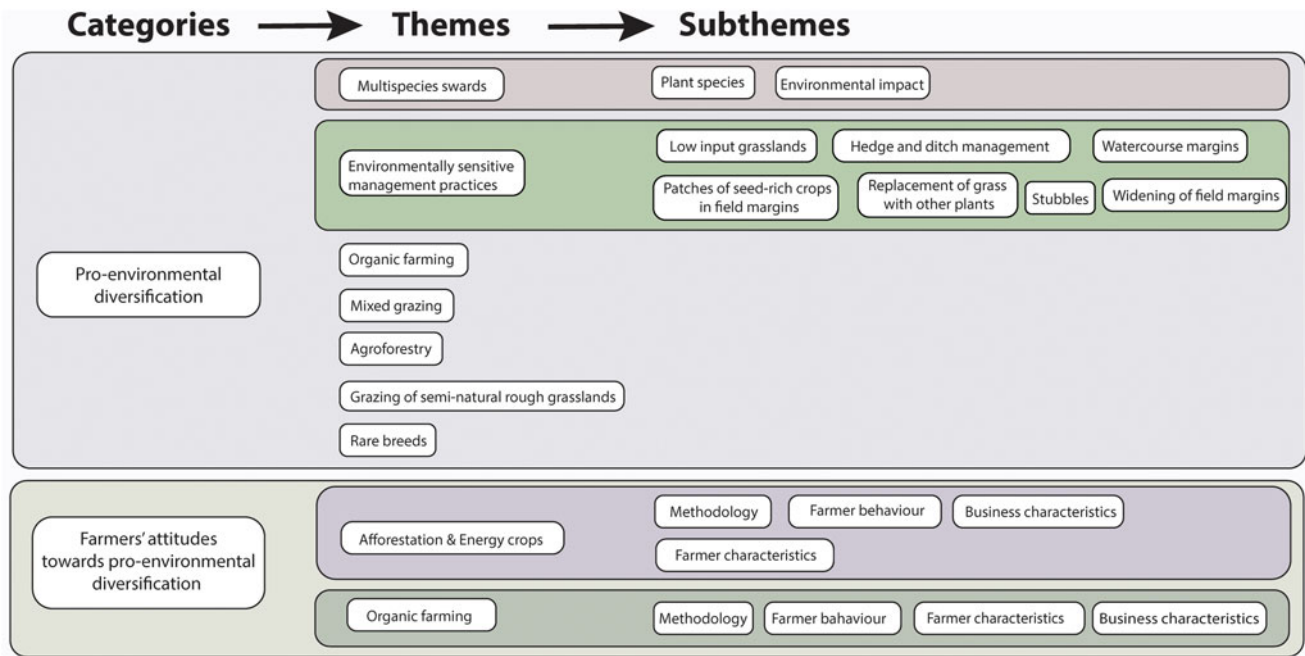 Categories
Themes
Subthemes
Multispecies swards
Plant species
Environmental impact
Environmentally sensitive
management practices
Low input grasslands
Hedge and ditch management
Watercourse margins
Patches of seed-rich crops
in field margins
Replacement of grass
with other plants
Stubbles
Widening of field margins
Pro-environmental
diversification
Organic farming
Mixed grazing
Agroforestry
Grazing of semi-natural rough grasslands
Rare breeds
Farmers' attitudes
towards pro-environmental
diversification
Afforestation & Energy crops
Methodology
Farmer behaviour
Business characteristics
Farmer characteristics
Organic farming
Methodology
Farmer bahaviour
Farmer characteristics
Business characteristics